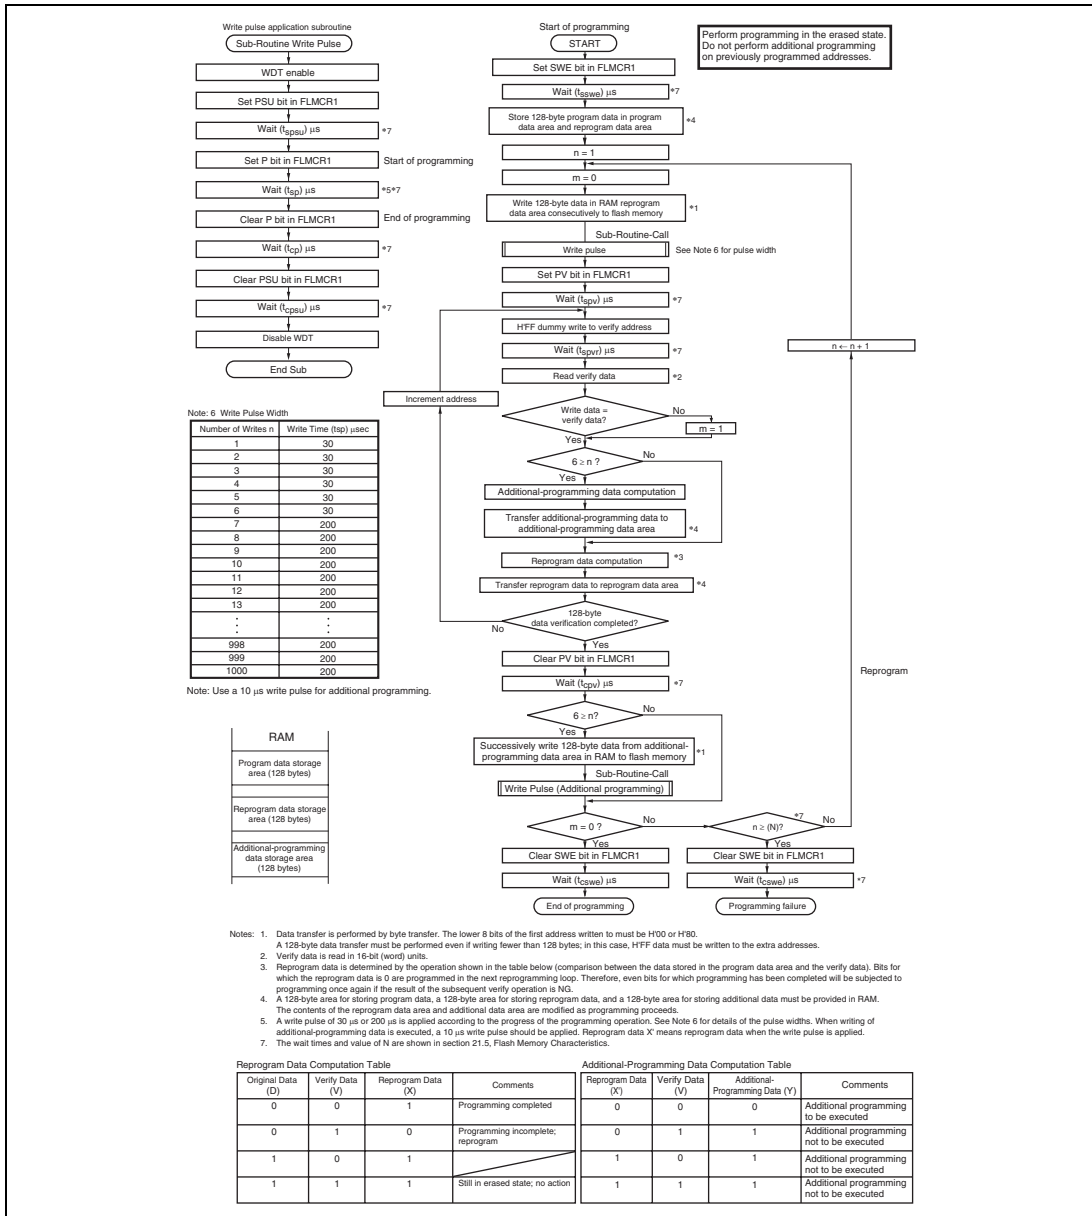 Write pulse application subroutine
Sub-Routine Write Pulse
WDT enable
Set PSU bit in FLMCR1
Wait (tspsu) µs
*7
Set P bit in FLMCR1
Start of programming
Wait (tsp) µs
*5*7
Clear P bit in FLMCR1
End of programming
Wait (tcp) µs
*7
Clear PSU bit in FLMCR1
Wait (tcpsu) µs
*7
Disable WDT
End Sub
Note: 6 Write Pulse Width
Number of Writes n Write Time (tsp) µsec
1 30
2 30
3 30
4 30
5 30
6 30
7 200
8 200
9 200
10 200
11 200
12 200
13 200
. .
. .
. .
998 200
999 200
1000 200
Note: Use a 10 µs write pulse for additional programming.
RAM
Program data storage
area (128 bytes)
Reprogram data storage
area (128 bytes)
Additional-programming
data storage area
(128 bytes)
Start of programming
START
Perform programming in the erased state.
Do not perform additional programming
on previously programmed addresses.
Set SWE bit in FLMCR1
Wait (tsswe) µs
*7
Store 128-byte program data in program
data area and reprogram data area
*4
n = 1
m = 0
Write 128-byte data in RAM reprogram
data area consecutively to flash memory
*1
Sub-Routine-Call
Write pulse
See Note 6 for pulse width
Set PV bit in FLMCR1
Wait (tspv) µs
*7
H'FF dummy write to verify address
Wait (tspvr) µs
*7
n ← n + 1
Read verify data
*2
Increment address
Write data =
verify data?
No
m = 1
Yes
6 ≥ n ?
No
Yes
Additional-programming data computation
Transfer additional-programming data to
additional-programming data area
*4
Reprogram data computation
*3
Transfer reprogram data to reprogram data area
*4
128-byte
data verification completed?
No
Yes
Clear PV bit in FLMCR1
Reprogram
Wait (tcpv) µs
*7
6 ≥ n?
No
Yes
Successively write 128-byte data from additional-
programming data area in RAM to flash memory
*1
Sub-Routine-Call
Write Pulse (Additional programming)
m = 0 ?
No
n ≥ (N)?
*7
No
Yes
Yes
Clear SWE bit in FLMCR1
Clear SWE bit in FLMCR1
Wait (tcswe) µs
Wait (tcswe) µs
*7
End of programming
Programming failure
Notes: 1. Data transfer is performed by byte transfer. The lower 8 bits of the first address written to must be H'00 or H'80.
A 128-byte data transfer must be performed even if writing fewer than 128 bytes; in this case, H'FF data must be written to the extra addresses.
2. Verify data is read in 16-bit (word) units.
3. Reprogram data is determined by the operation shown in the table below (comparison between the data stored in the program data area and the verify data). Bits for
which the reprogram data is 0 are programmed in the next reprogramming loop. Therefore, even bits for which programming has been completed will be subjected to
programming once again if the result of the subsequent verify operation is NG.
4. A 128-byte area for storing program data, a 128-byte area for storing reprogram data, and a 128-byte area for storing additional data must be provided in RAM.
The contents of the reprogram data area and additional data area are modified as programming proceeds.
5. A write pulse of 30 µs or 200 µs is applied according to the progress of the programming operation. See Note 6 for details of the pulse widths. When writing of
additional-programming data is executed, a 10 µs write pulse should be applied. Reprogram data X' means reprogram data when the write pulse is applied.
7. The wait times and value of N are shown in section 21.5, Flash Memory Characteristics.
Reprogram Data Computation Table
Original Data (D) Verify Data (V) Reprogram Data (X) Comments
0 0 1 Programming completed
0 1 0 Programming incomplete;
reprogram
1 0 1
1 1 1 Still in erased state; no action
Additional-Programming Data Computation Table
Reprogram Data (X') Verify Data (V) Additional-Programming Data (Y) Comments
0 0 0 Additional programming
to be executed
0 1 1 Additional programming
not to be executed
1 0 1 Additional programming
not to be executed
1 1 1 Additional programming
not to be executed